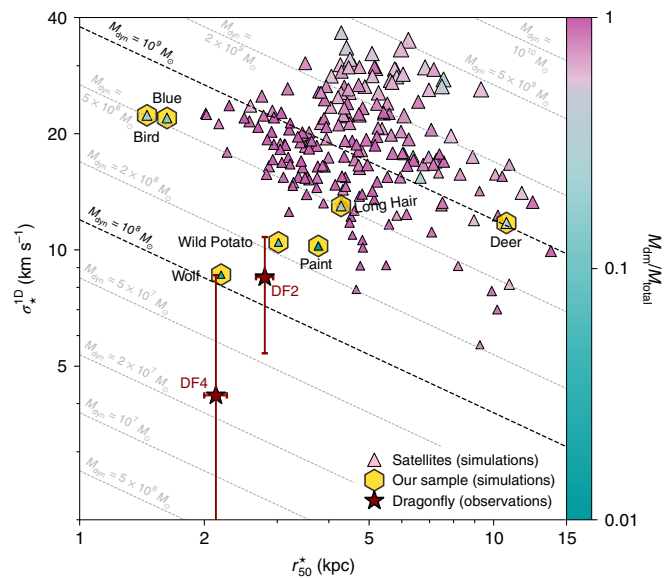 40
20
10
5
σ⋆^1D (km s⁻¹)
M_dyn = 10⁹ M⊙
M_dyn = 2 × 10⁹ M⊙
M_dyn = 10¹⁰ M⊙
M_dyn = 5 × 10⁹ M⊙
Blue
Bird
M_dyn = 5 × 10⁸ M⊙
M_dyn = 2 × 10⁸ M⊙
Long Hair
Deer
M_dyn = 10⁸ M⊙
Wild Potato
Paint
Wolf
DF2
M_dyn = 5 × 10⁷ M⊙
DF4
M_dyn = 2 × 10⁷ M⊙
M_dyn = 10⁷ M⊙
M_dyn = 5 × 10⁶ M⊙
Satellites (simulations)
Our sample (simulations)
Dragonfly (observations)
1 2 5 10 15
r⋆_50 (kpc)
1
0.1
0.01
M_dm/M_total